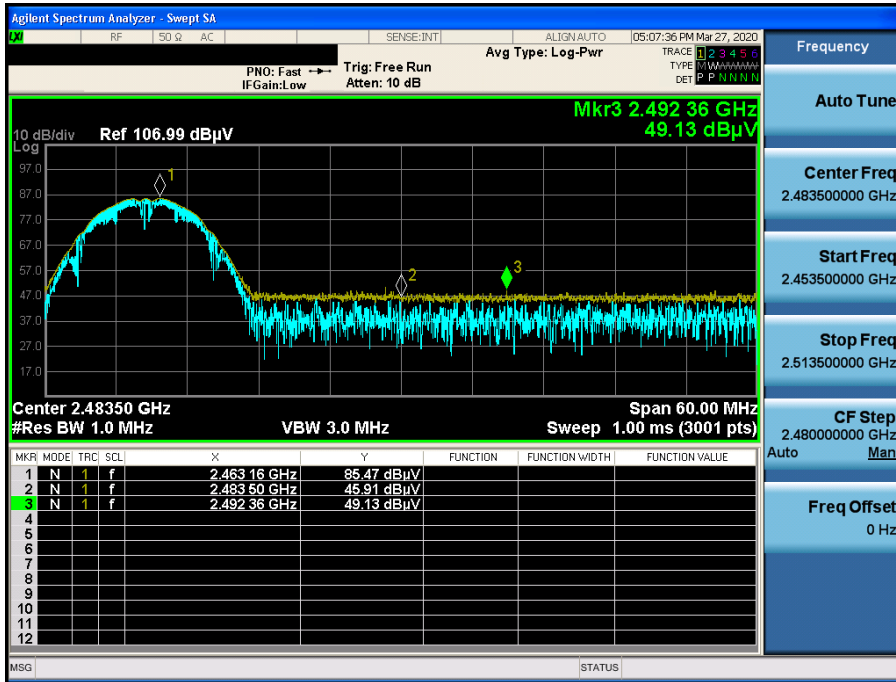 Agilent Spectrum Analyzer - Swept SA
LXI RF 50 Ω AC SENSE:INT ALIGN AUTO 05:07:36 PM Mar 27, 2020
PNO: Fast IFGain:Low
Trig: Free Run Atten: 10 dB
Avg Type: Log-Pwr
TRACE 1 2 3 4 5 6
TYPE M
DET P P N N N N
Mkr3 2.492 36 GHz
49.13 dBµV
10 dB/div Ref 106.99 dBµV
Log
97.0
87.0
77.0
67.0
57.0
47.0
37.0
27.0
17.0
1
2
3
Center 2.48350 GHz Span 60.00 MHz
#Res BW 1.0 MHz VBW 3.0 MHz Sweep 1.00 ms (3001 pts)
MKR MODE TRC SCL X Y FUNCTION FUNCTION WIDTH FUNCTION VALUE
1 N 1 f 2.463 16 GHz 85.47 dBµV
2 N 1 f 2.483 50 GHz 45.91 dBµV
3 N 1 f 2.492 36 GHz 49.13 dBµV
4
5
6
7
8
9
10
11
12
MSG STATUS
Frequency
Auto Tune
Center Freq
2.483500000 GHz
Start Freq
2.453500000 GHz
Stop Freq
2.513500000 GHz
CF Step
2.480000000 GHz
Auto Man
Freq Offset
0 Hz